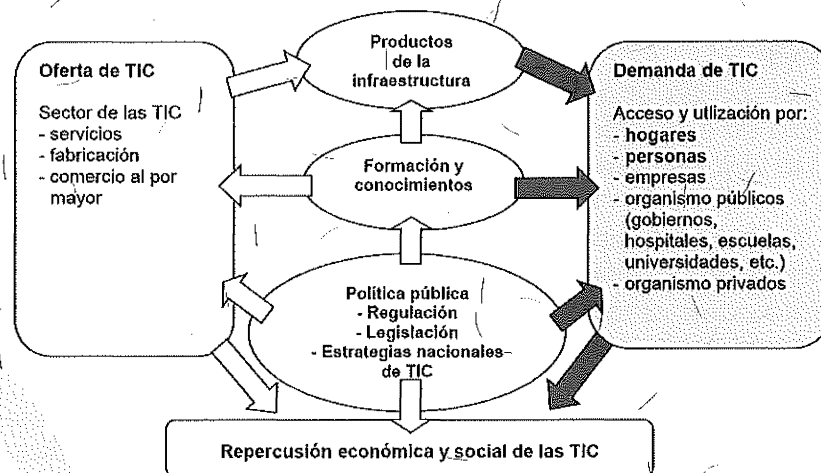 Oferta de TIC
Sector de las TIC
- servicios
- fabricación
- comercio al por
mayor
Productos
de la
infraestructura
Formación y
conocimientos
Política pública
- Regulación
- Legislación
- Estrategias nacionales
de TIC
Demanda de TIC
Acceso y utlización por:
- hogares
- personas
- empresas
- organismo públicos
(gobiernos,
hospitales, escuelas,
universidades, etc.)
- organismo privados
Repercusión económica y social de las TIC